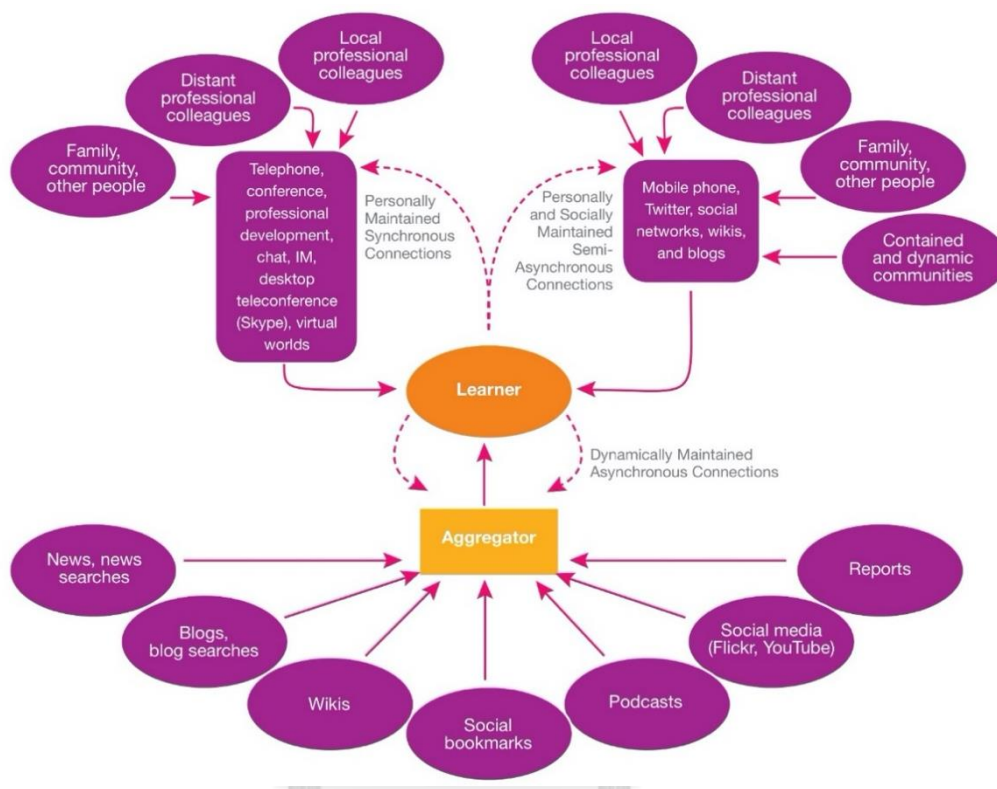 Local
professional
colleagues
Distant
professional
colleagues
Family,
community,
other people
Telephone,
conference,
professional
development,
chat, IM,
desktop
teleconference
(Skype), virtual
worlds
Personally
Maintained
Synchronous
Connections
Local
professional
colleagues
Distant
professional
colleagues
Family,
community,
other people
Contained
and dynamic
communities
Mobile phone,
Twitter, social
networks, wikis,
and blogs
Personally
and Socially
Maintained
Semi-
Asynchronous
Connections
Learner
Dynamically Maintained
Asynchronous Connections
Aggregator
News, news
searches
Blogs,
blog searches
Wikis
Social
bookmarks
Podcasts
Social media
(Flickr, YouTube)
Reports